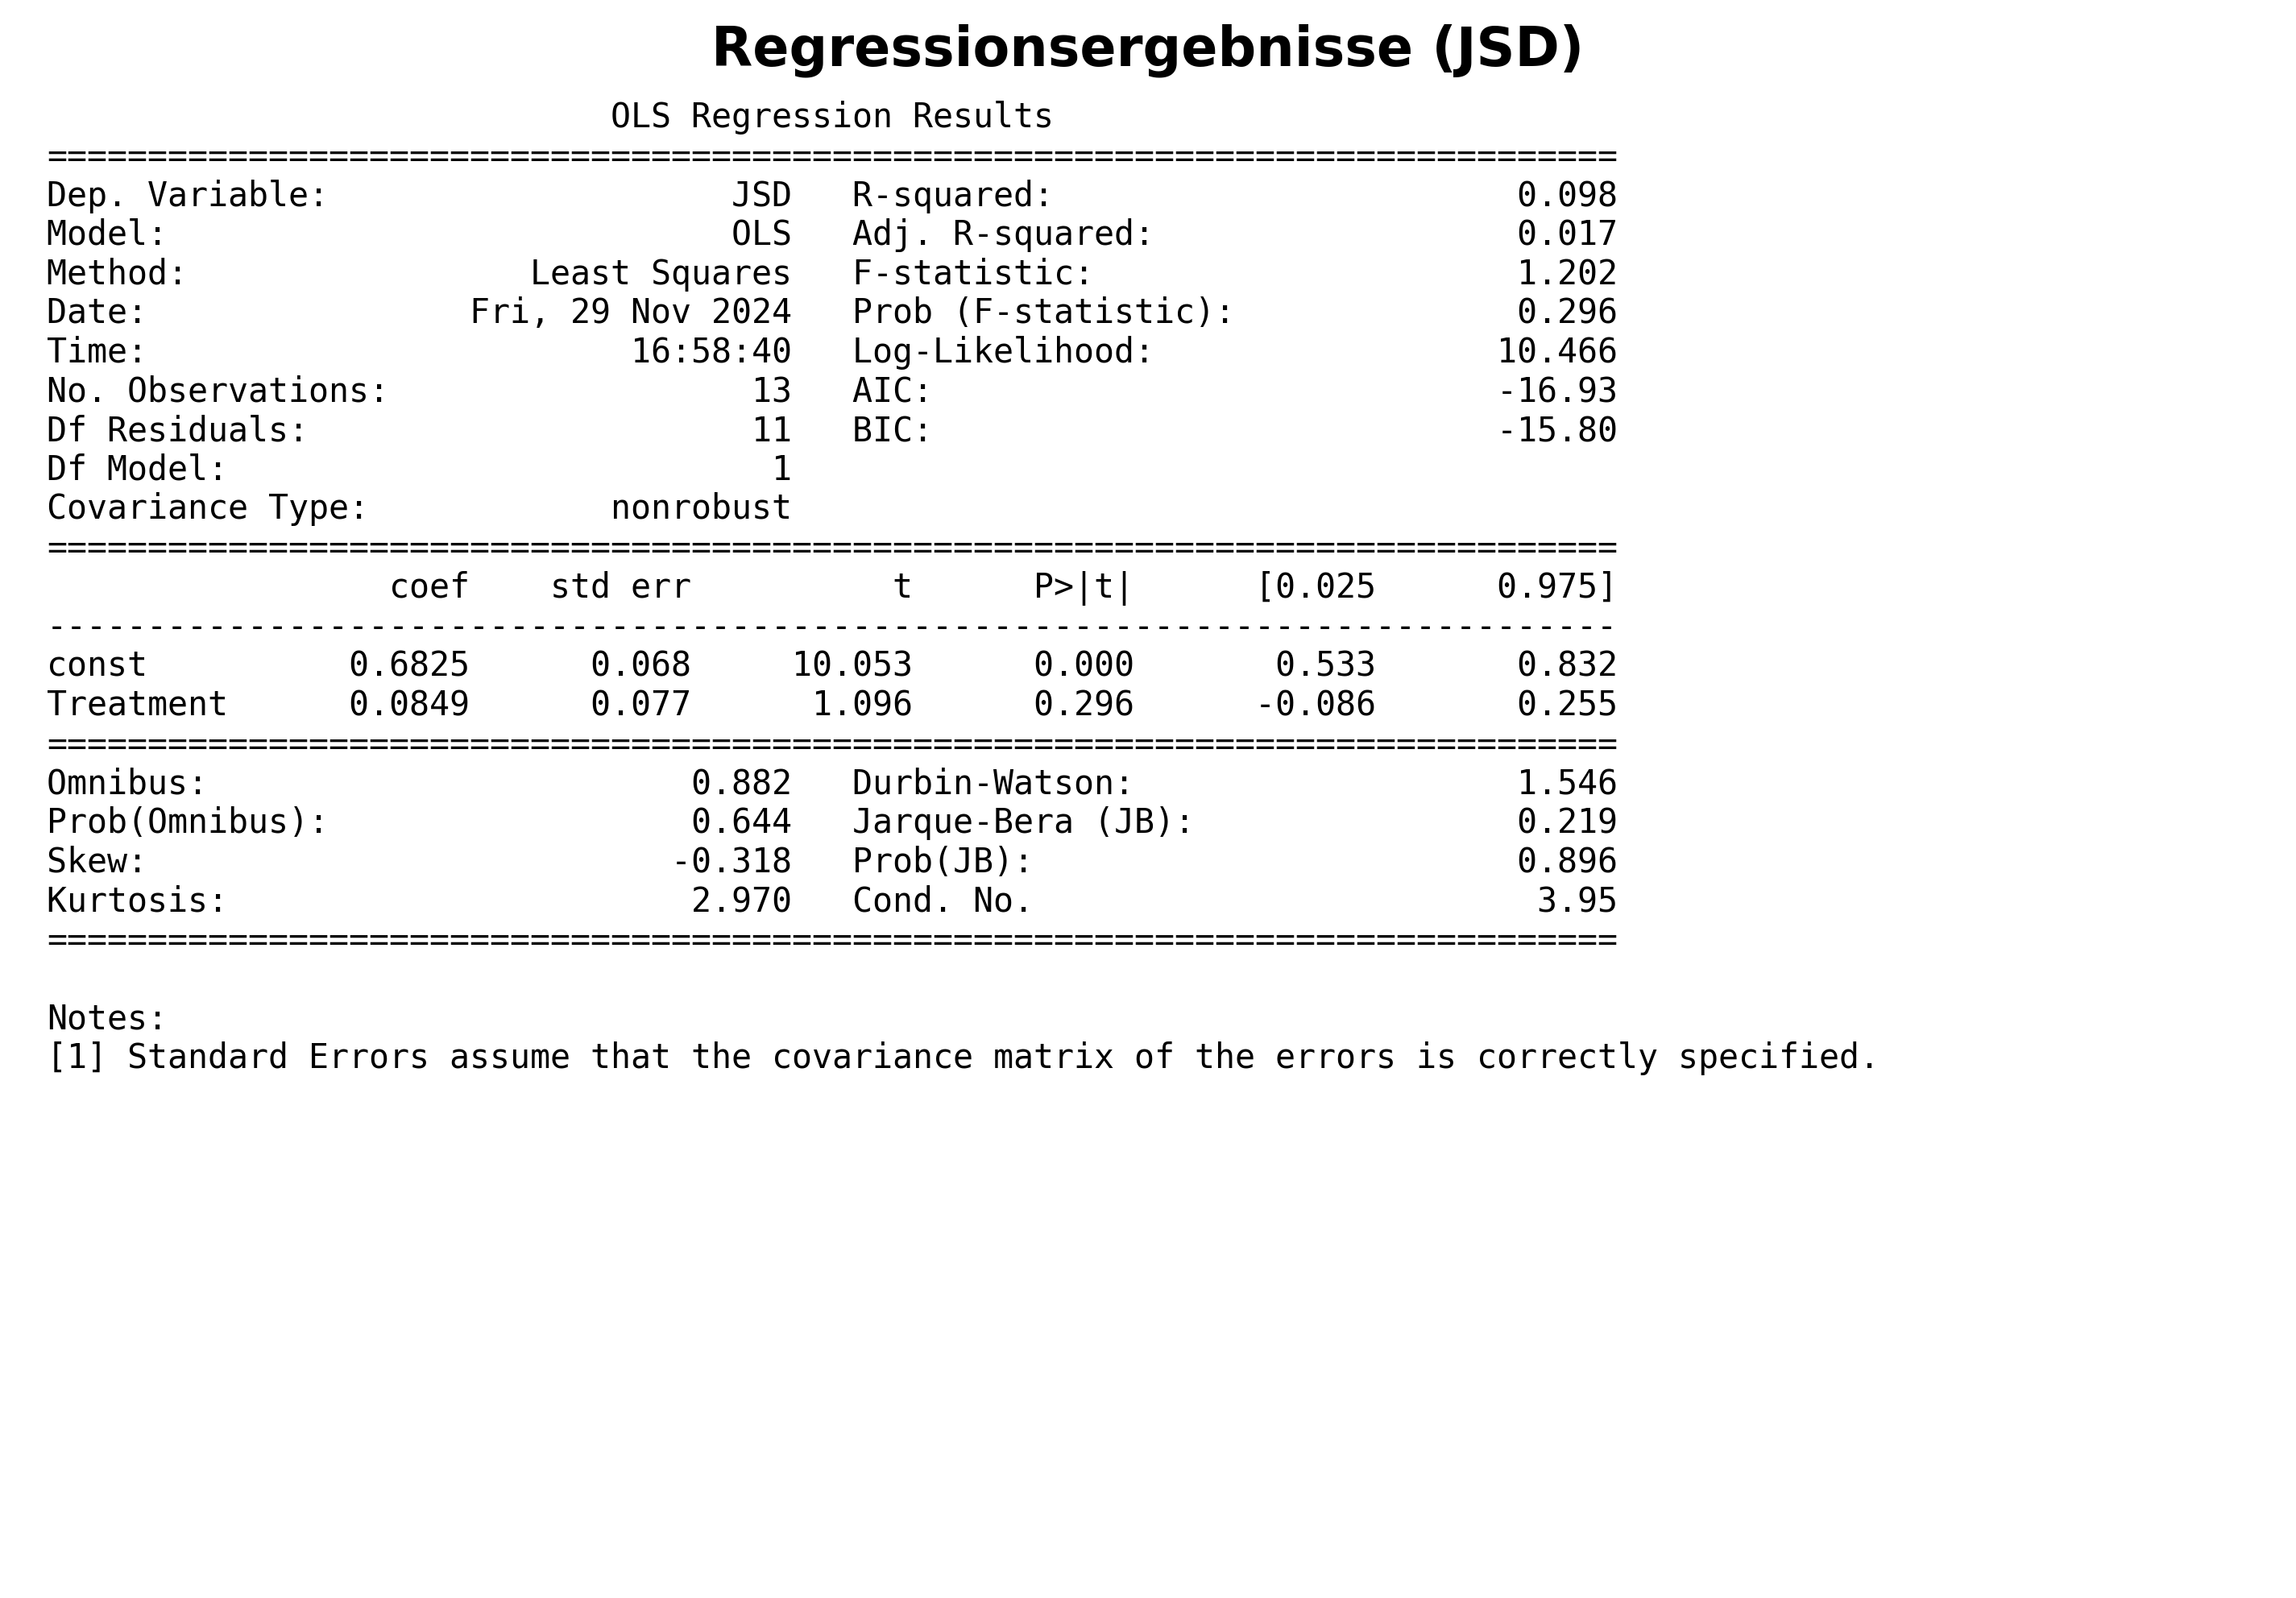 Regressionsergebnisse (JSD)
OLS Regression Results
==============================================================================
Dep. Variable:                    JSD   R-squared:                       0.098
Model:                            OLS   Adj. R-squared:                  0.017
Method:                 Least Squares   F-statistic:                     1.202
Date:                Fri, 29 Nov 2024   Prob (F-statistic):              0.296
Time:                        16:58:40   Log-Likelihood:                 10.466
No. Observations:                  13   AIC:                            -16.93
Df Residuals:                      11   BIC:                            -15.80
Df Model:                           1
Covariance Type:            nonrobust
==============================================================================
                 coef    std err          t      P>|t|      [0.025      0.975]
------------------------------------------------------------------------------
const          0.6825      0.068     10.053      0.000       0.533       0.832
Treatment      0.0849      0.077      1.096      0.296      -0.086       0.255
==============================================================================
Omnibus:                        0.882   Durbin-Watson:                   1.546
Prob(Omnibus):                  0.644   Jarque-Bera (JB):                0.219
Skew:                          -0.318   Prob(JB):                        0.896
Kurtosis:                       2.970   Cond. No.                         3.95
==============================================================================
Notes:
[1] Standard Errors assume that the covariance matrix of the errors is correctly specified.